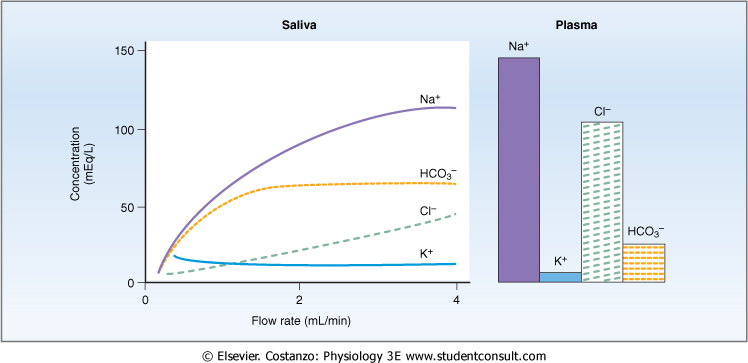 Saliva
Plasma
150
100
50
0
Concentration
(mEq/L)
Na⁺
HCO₃⁻
Cl⁻
K⁺
0
2
4
Flow rate (mL/min)
Na⁺
K⁺
Cl⁻
HCO₃⁻
© Elsevier. Costanzo: Physiology 3E www.studentconsult.com